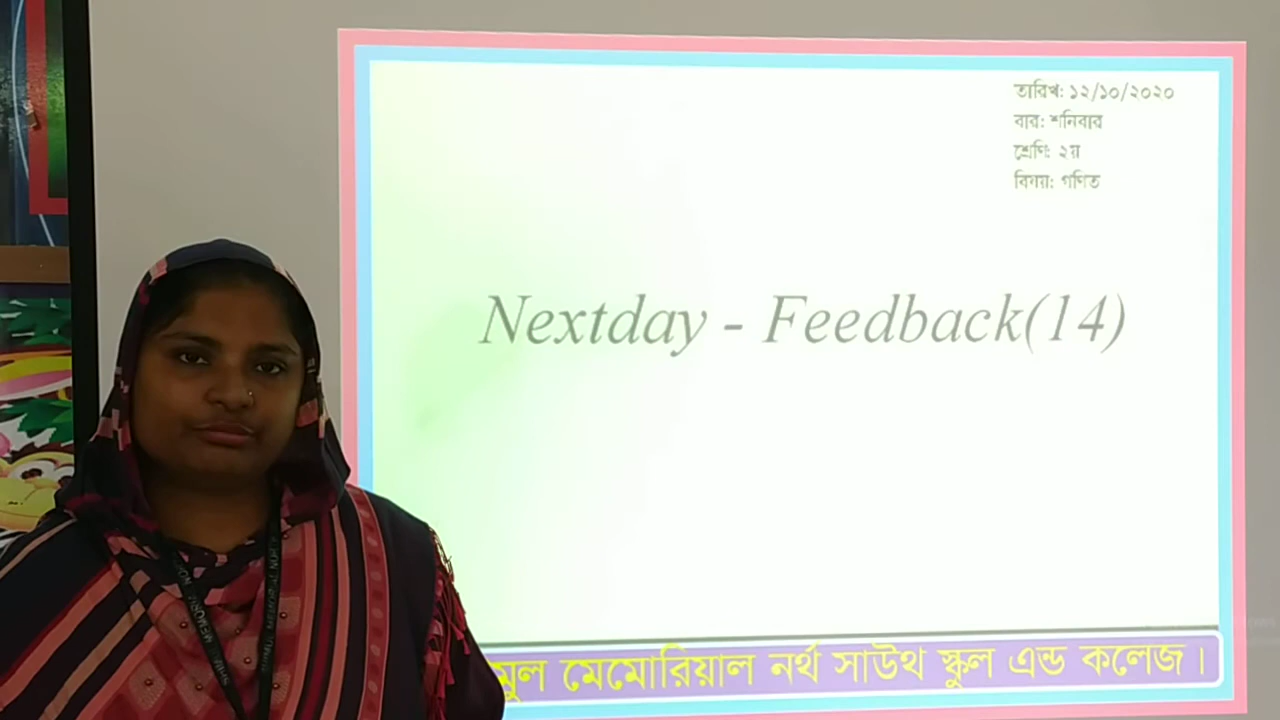 তারিখ: ১২/১০/২০২০
বার: শনিবার
শ্রেণি: ২য়
বিষয়: গণিত
Nextday - Feedback(14)
মুল মেমোরিয়াল নর্থ সাউথ স্কুল এন্ড কলেজ।